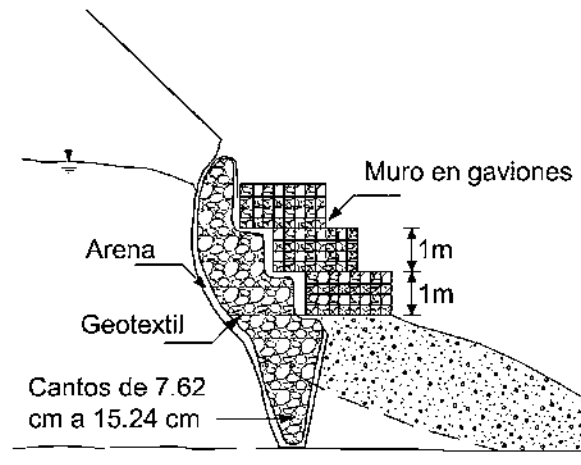 Muro en gaviones
Arena
1m
1m
Geotextil
Cantos de 7.62
cm a 15.24 cm